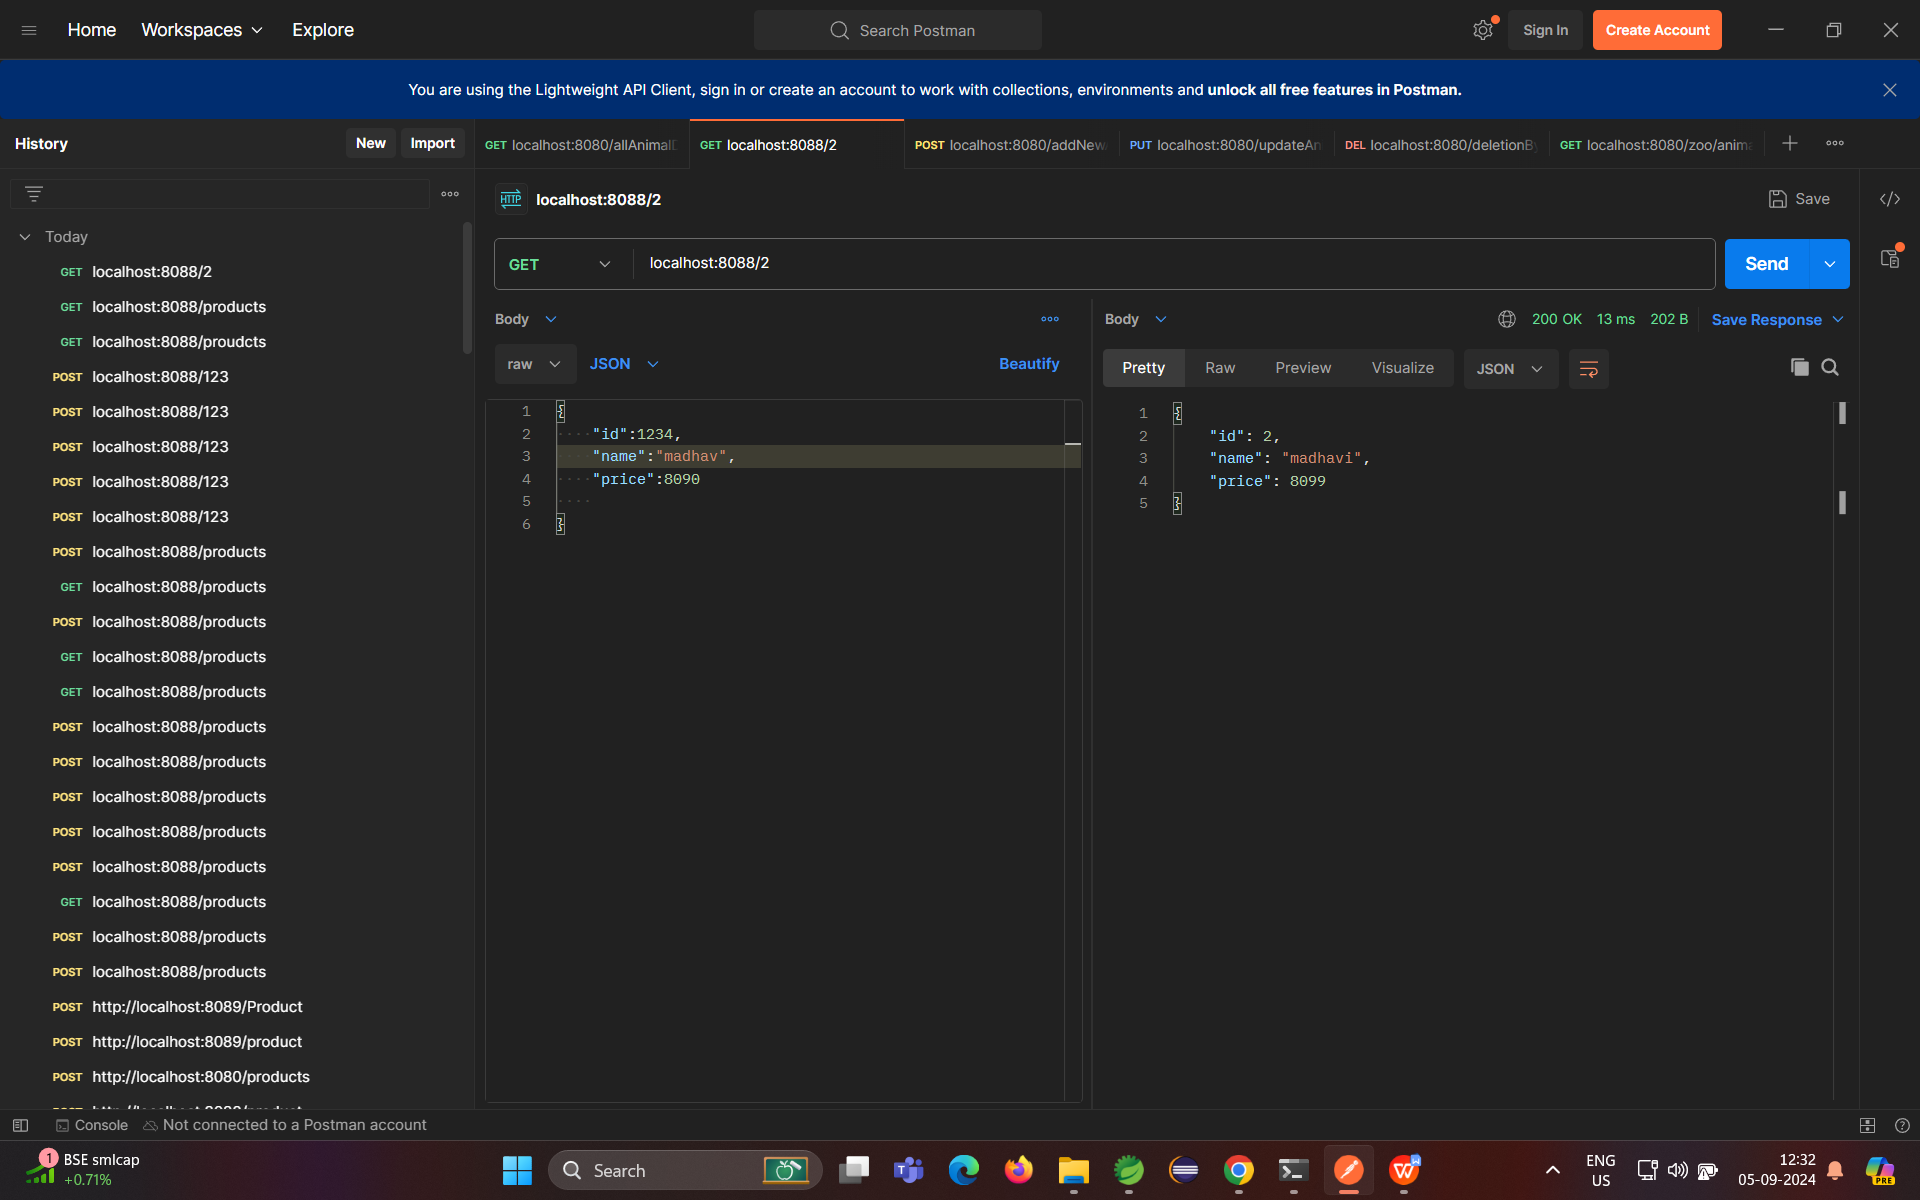 Home
Workspaces
Explore
Search Postman
Sign In
Create Account
You are using the Lightweight API Client, sign in or create an account to work with collections, environments and unlock all free features in Postman.
History
New
Import
GET localhost:8080/allAnimal
GET localhost:8088/2
POST localhost:8080/addNew
PUT localhost:8080/updateAn
DEL localhost:8080/deletionB
GET localhost:8080/zoo/anima
HTTP localhost:8088/2
Save
Today
GET localhost:8088/2
GET localhost:8088/products
GET localhost:8088/proudcts
POST localhost:8088/123
POST localhost:8088/123
POST localhost:8088/123
POST localhost:8088/123
POST localhost:8088/123
POST localhost:8088/products
GET localhost:8088/products
POST localhost:8088/products
GET localhost:8088/products
GET localhost:8088/products
POST localhost:8088/products
POST localhost:8088/products
POST localhost:8088/products
POST localhost:8088/products
POST localhost:8088/products
GET localhost:8088/products
POST localhost:8088/products
POST localhost:8088/products
POST http://localhost:8089/Product
POST http://localhost:8089/product
POST http://localhost:8080/products
GET
localhost:8088/2
Send
Body
raw
JSON
Beautify
1 {
2 "id":1234,
3 "name":"madhav",
4 "price":8090
5
6 }
Body
200 OK
13 ms
202 B
Save Response
Pretty
Raw
Preview
Visualize
JSON
1 {
2 "id": 2,
3 "name": "madhavi",
4 "price": 8099
5 }
Console
Not connected to a Postman account
1
BSE smlcap
+0.71%
Search
ENG
US
12:32
05-09-2024
PRE